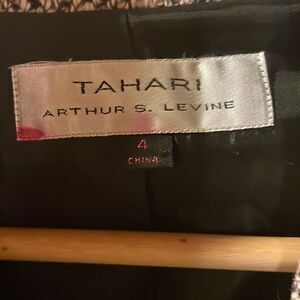 TAHARI
ARTHUR S. LEVINE
4
CHINA